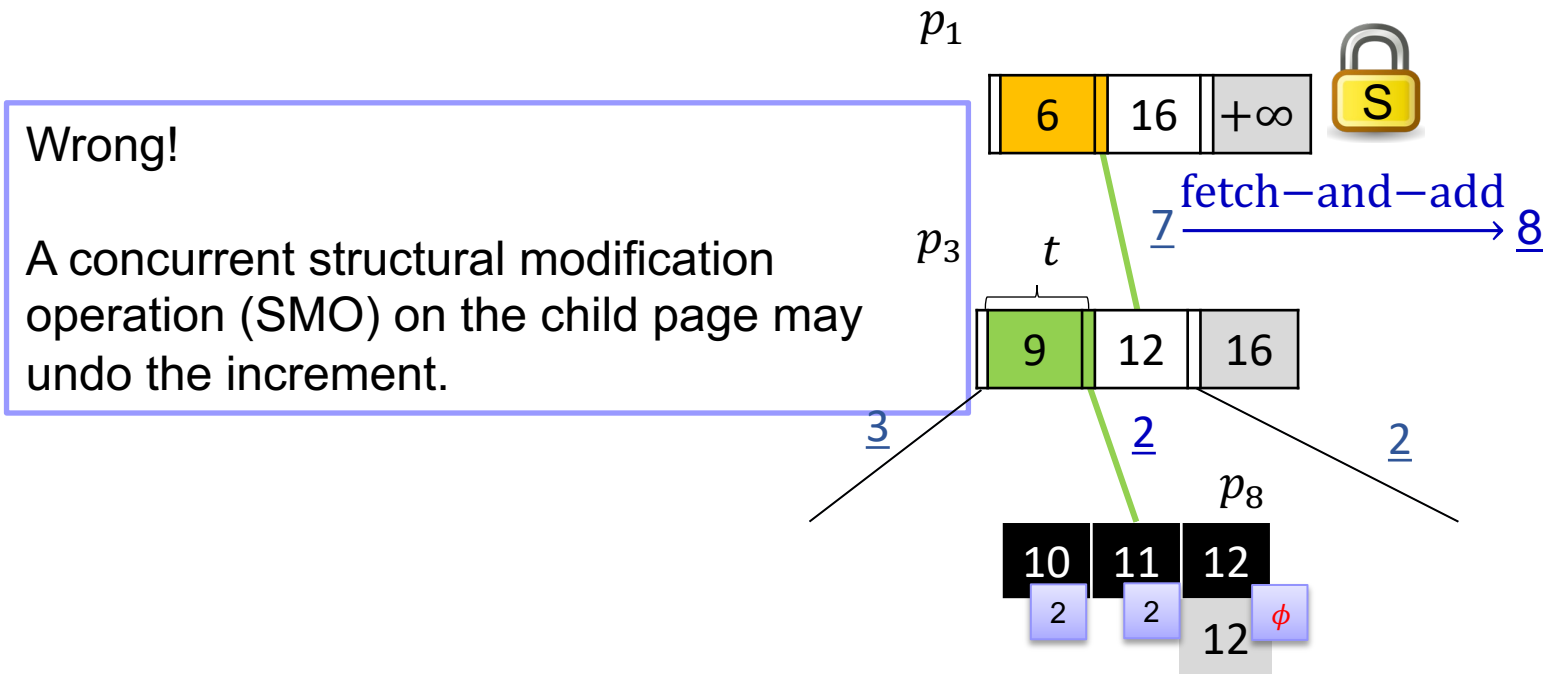 p₁
6 16 +∞
S
Wrong!
A concurrent structural modification
operation (SMO) on the child page may
undo the increment.
7 fetch−and−add 8
p₃
t
9 12 16
3 2 2
p₈
10 11 12
2 2 ϕ
12